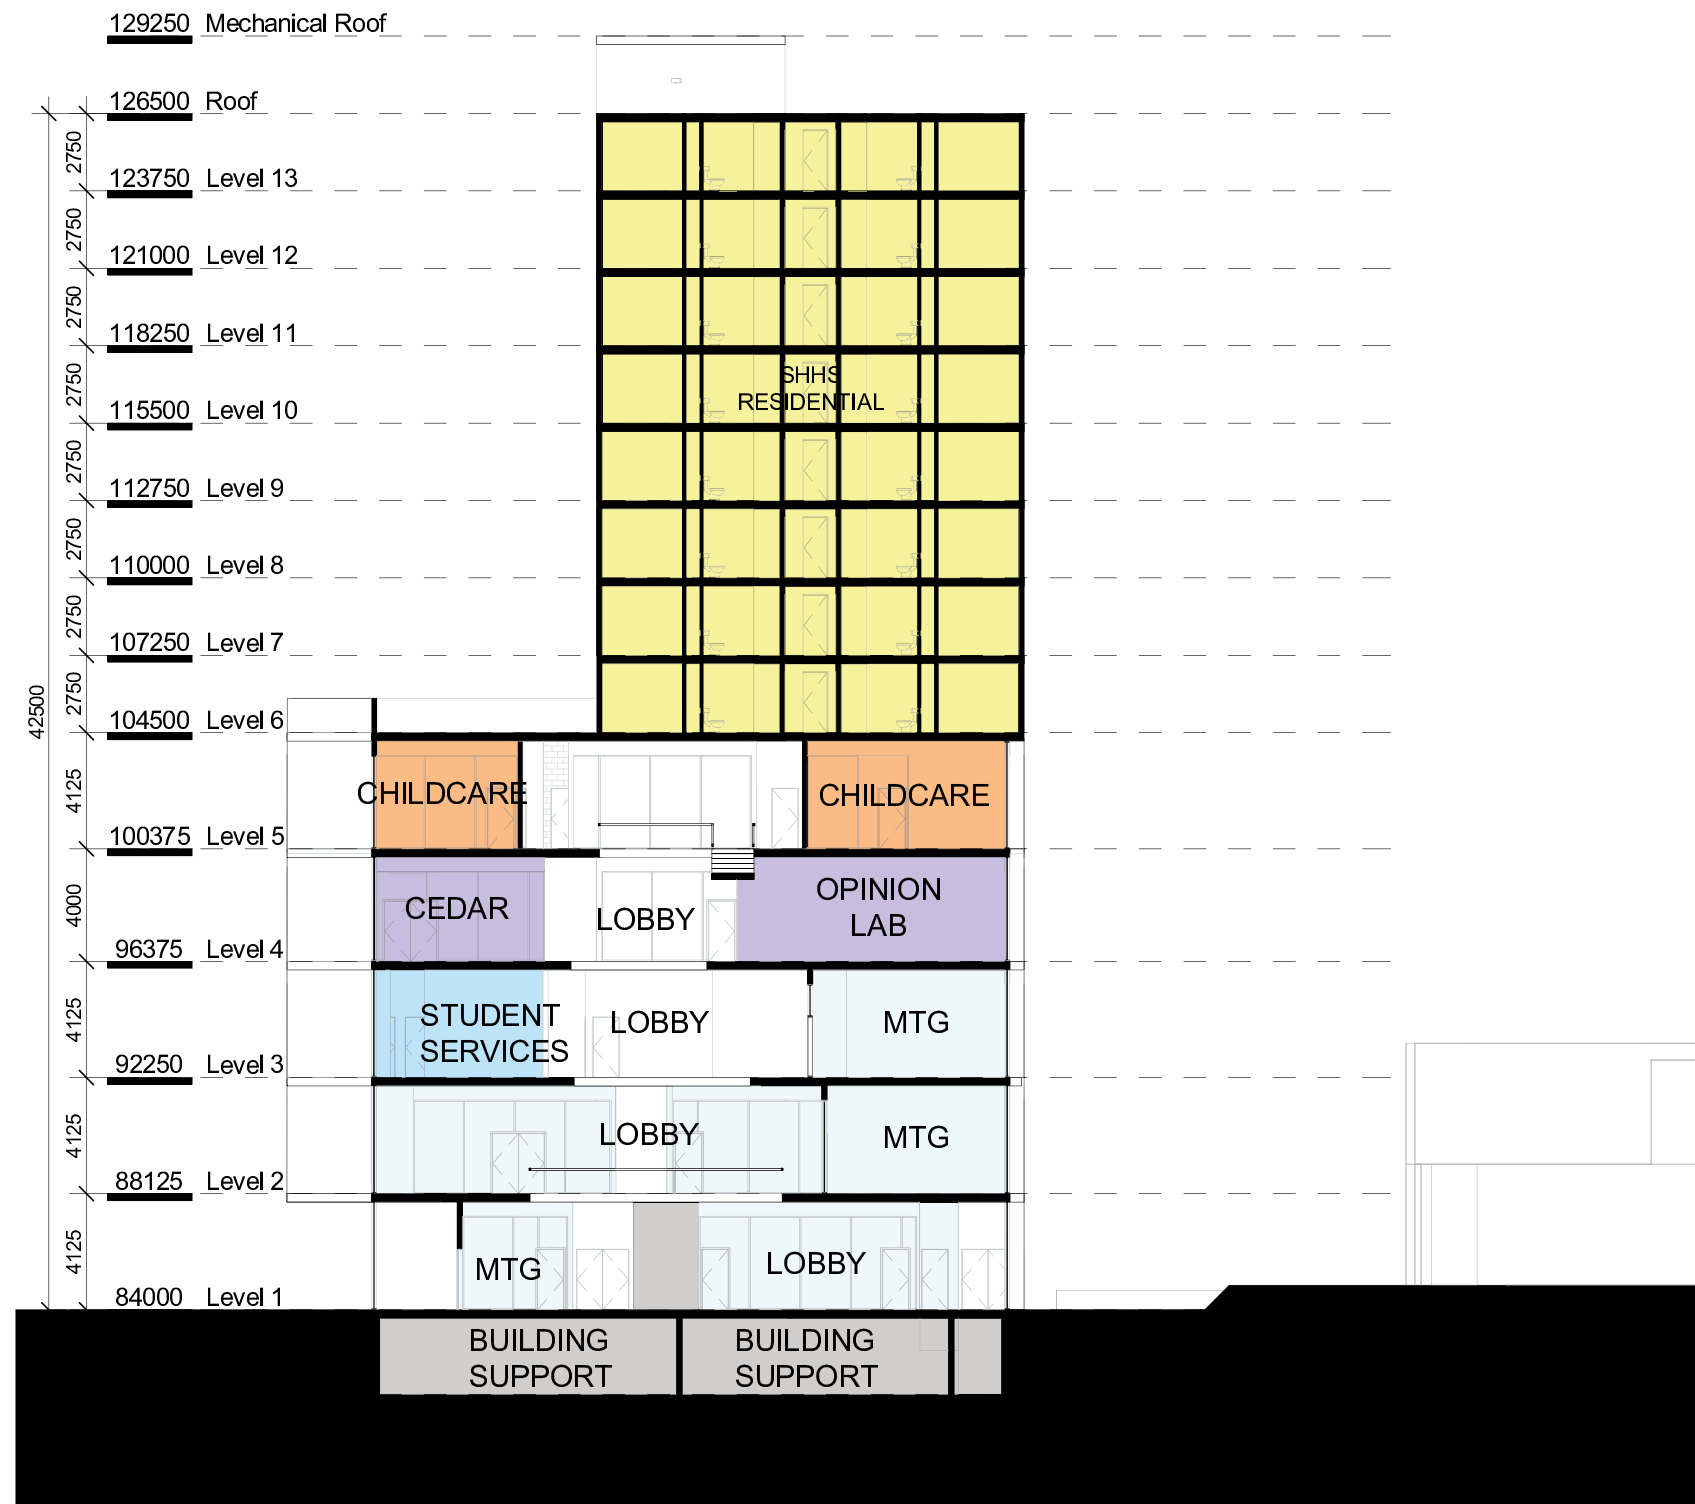 129250 Mechanical Roof
126500 Roof
2750
123750 Level 13
2750
121000 Level 12
2750
118250 Level 11
2750
SHHS
RESIDENTIAL
115500 Level 10
2750
112750 Level 9
2750
110000 Level 8
2750
107250 Level 7
2750
42500
104500 Level 6
4125
CHILDCARE
CHILDCARE
100375 Level 5
4000
CEDAR
LOBBY
OPINION
LAB
96375 Level 4
4125
STUDENT
SERVICES
LOBBY
MTG
92250 Level 3
4125
LOBBY
MTG
88125 Level 2
4125
MTG
LOBBY
84000 Level 1
BUILDING
SUPPORT
BUILDING
SUPPORT